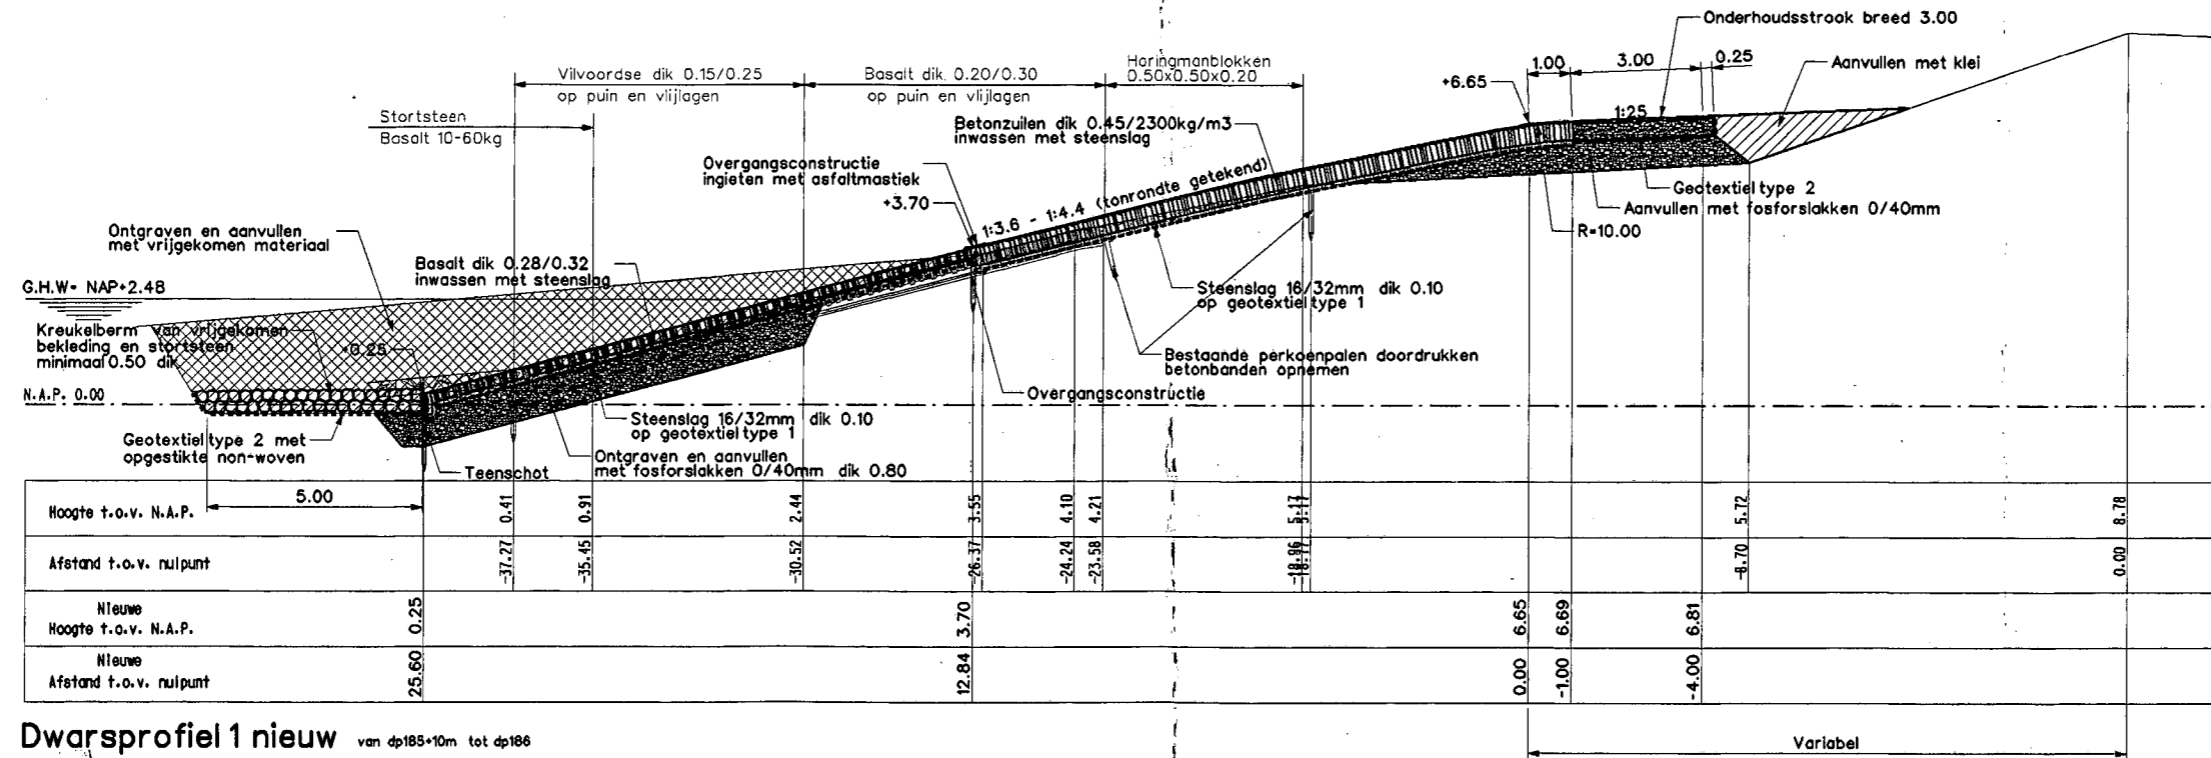 Onderhoudsstrook breed 3.00
1.00
3.00
0.25
Aanvullen met klei
+6.65
1:25
Haringmanblokken
0.50x0.50x0.20
Vilvoordse dik 0.15/0.25
op puin en vlijlagen
Basalt dik. 0.20/0.30
op puin en vlijlagen
Stortsteen
Basalt 10-60kg
Betonzuilen dik 0.45/2300kg/m3
inwassen met steenslag
Overgangsconstructie
ingieten met asfaltmastiek
+3.70
1:3.6 - 1:4.4 (tonrondte getekend)
Geotextiel type 2
Aanvullen met fosforslakken 0/40mm
R=10.00
Ontgraven en aanvullen
met vrijgekomen materiaal
Basalt dik 0.28/0.32
inwassen met steenslag
G.H.W= NAP+2.48
Steenslag 16/32mm dik 0.10
op geotextiel type 1
Kreukelberm van vrijgekomen
bekleding en stortsteen
minimaal 0.50 dik
+0.25
Bestaande perkoenpalen doordrukken
betonbanden opnemen
N.A.P. 0.00
Overgangsconstructie
Steenslag 16/32mm dik 0.10
op geotextiel type 1
Geotextiel type 2 met
opgestikte non-woven
Ontgraven en aanvullen
met fosforslakken 0/40mm dik 0.80
Teenschot
5.00
Hoogte t.o.v. N.A.P.
0.41
0.91
2.44
3.55
4.10
4.21
5.17
5.17
5.72
8.78
Afstand t.o.v. nulpunt
-37.27
-35.45
-30.52
-26.37
-24.24
-23.58
-18.96
-8.70
0.00
Nieuwe
Hoogte t.o.v. N.A.P.
0.25
3.70
6.65
6.69
6.81
Nieuwe
Afstand t.o.v. nulpunt
25.60
12.84
0.00
-1.00
-4.00
Dwarsprofiel 1 nieuw van dp185+10m tot dp186
Variabel